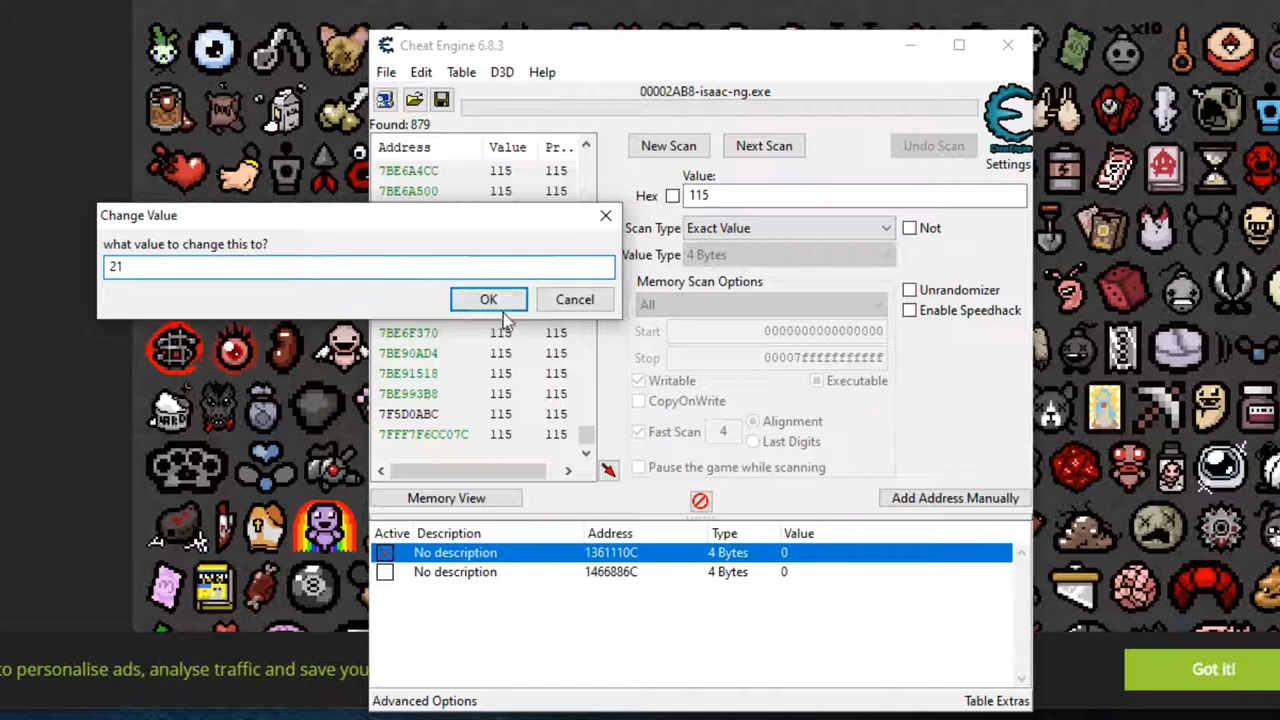 Cheat Engine 6.8.3
File Edit Table D3D Help
00002AB8-isaac-ng.exe
Found: 879
Address Value Pr..
7BE6A4CC 115 115
7BE6A500 115 115
New Scan Next Scan Undo Scan
Cheat Engine
Settings
Value:
Hex 115
Change Value
what value to change this to?
21
OK Cancel
Scan Type Exact Value Not
Value Type 4 Bytes
Memory Scan Options
All
Unrandomizer
Enable Speedhack
Start 0000000000000000
Stop 00007fffffffffff
Writable Executable
CopyOnWrite
Fast Scan 4 Alignment
Last Digits
Pause the game while scanning
7BE6F370 115 115
7BE90AD4 115 115
7BE91518 115 115
7BE993B8 115 115
7F5D0ABC 115 115
7FFF7F6CC07C 115 115
Memory View Add Address Manually
Active Description Address Type Value
No description 1361110C 4 Bytes 0
No description 1466886C 4 Bytes 0
Advanced Options Table Extras
to personalise ads, analyse traffic and save you
Got it!
x10